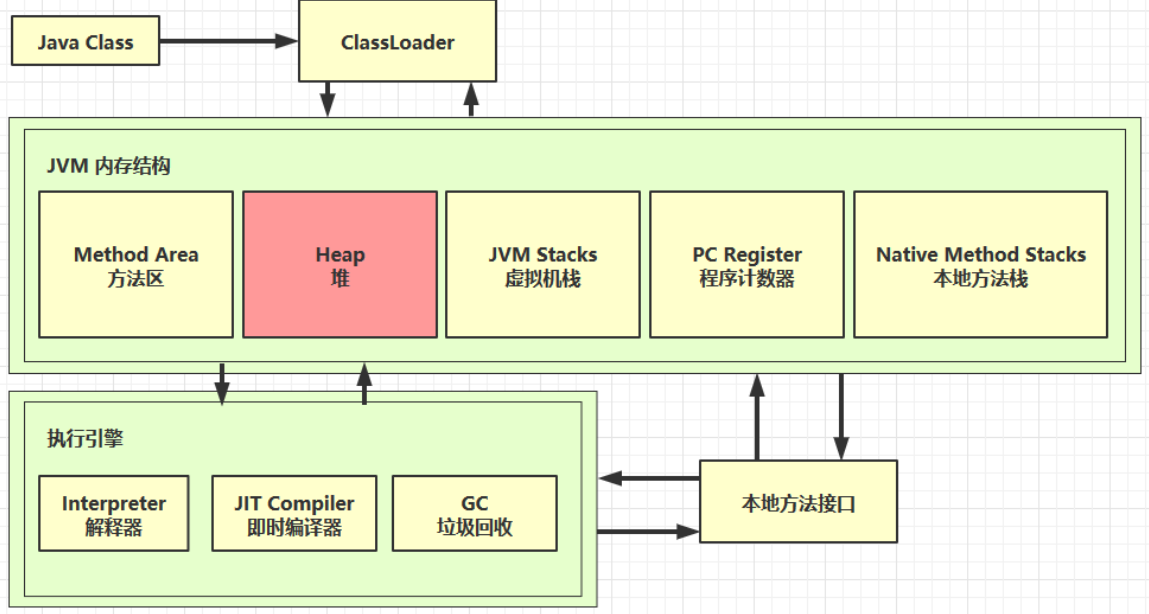 Java Class
ClassLoader
JVM 内存结构
Method Area
方法区
Heap
堆
JVM Stacks
虚拟机栈
PC Register
程序计数器
Native Method Stacks
本地方法栈
执行引擎
Interpreter
解释器
JIT Compiler
即时编译器
GC
垃圾回收
本地方法接口